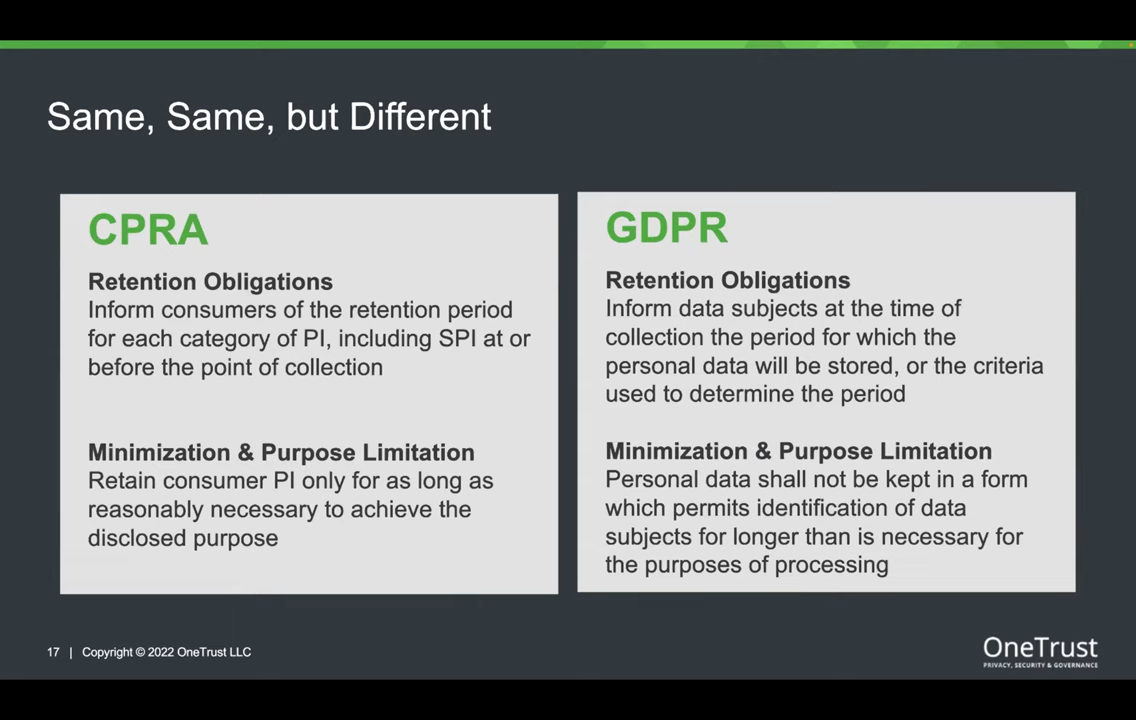 Same, Same, but Different
CPRA
Retention Obligations
Inform consumers of the retention period
for each category of PI, including SPI at or
before the point of collection
Minimization & Purpose Limitation
Retain consumer PI only for as long as
reasonably necessary to achieve the
disclosed purpose
GDPR
Retention Obligations
Inform data subjects at the time of
collection the period for which the
personal data will be stored, or the criteria
used to determine the period
Minimization & Purpose Limitation
Personal data shall not be kept in a form
which permits identification of data
subjects for longer than is necessary for
the purposes of processing
17 | Copyright © 2022 OneTrust LLC
OneTrust
PRIVACY, SECURITY & GOVERNANCE